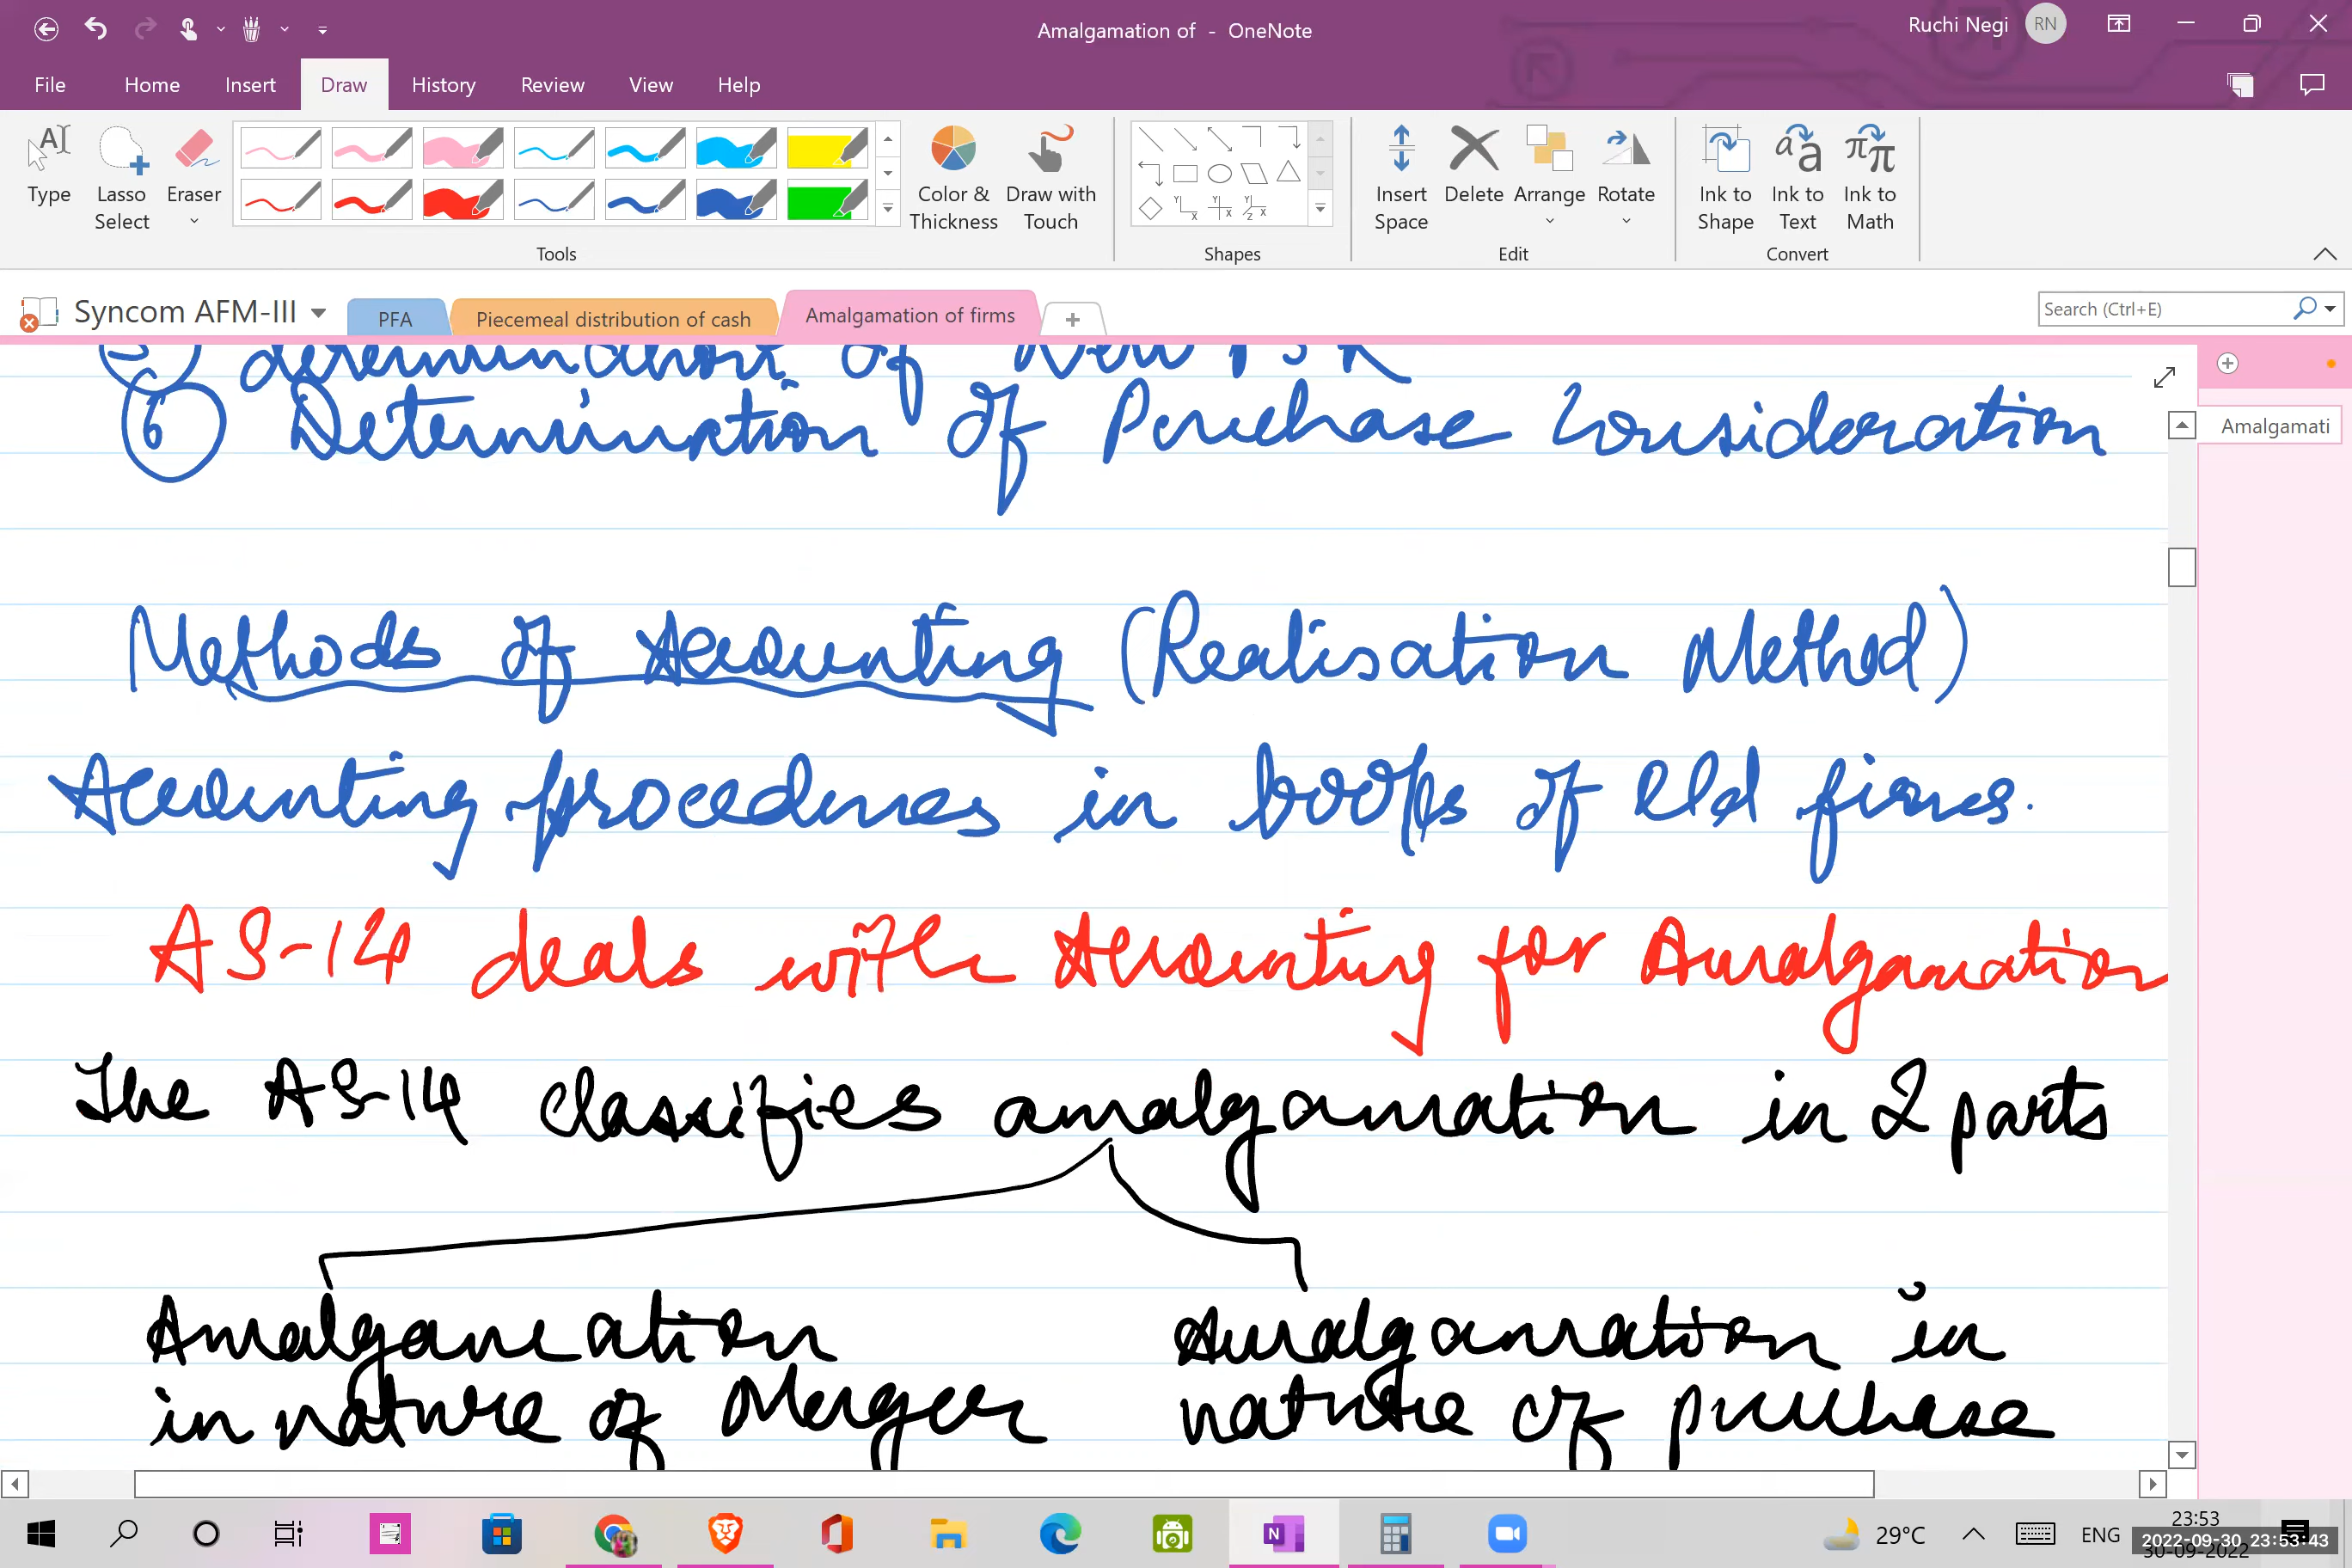 Amalgamation of - OneNote
Ruchi Negi RN
File Home Insert Draw History Review View Help
Type Lasso Select Eraser
Color & Thickness Draw with Touch
Insert Space Delete Arrange Rotate
Ink to Shape Ink to Text Ink to Math
Tools Shapes Edit Convert
Syncom AFM-III PFA Piecemeal distribution of cash Amalgamation of firms + Search (Ctrl+E)
determination of New PSR
6 Determination of Purchase Consideration
Amalgamati
Methods of Accounting (Realisation Method)
Accounting procedures in books of old firms.
AS-14 deals with Accounting for Amalgamation
The AS-14 classifies amalgamation in 2 parts
Amalgamation in nature of Merger
Amalgamation in nature of purchase
29°C ENG 23:53
30-09-2022
2022-09-30 23:53:43